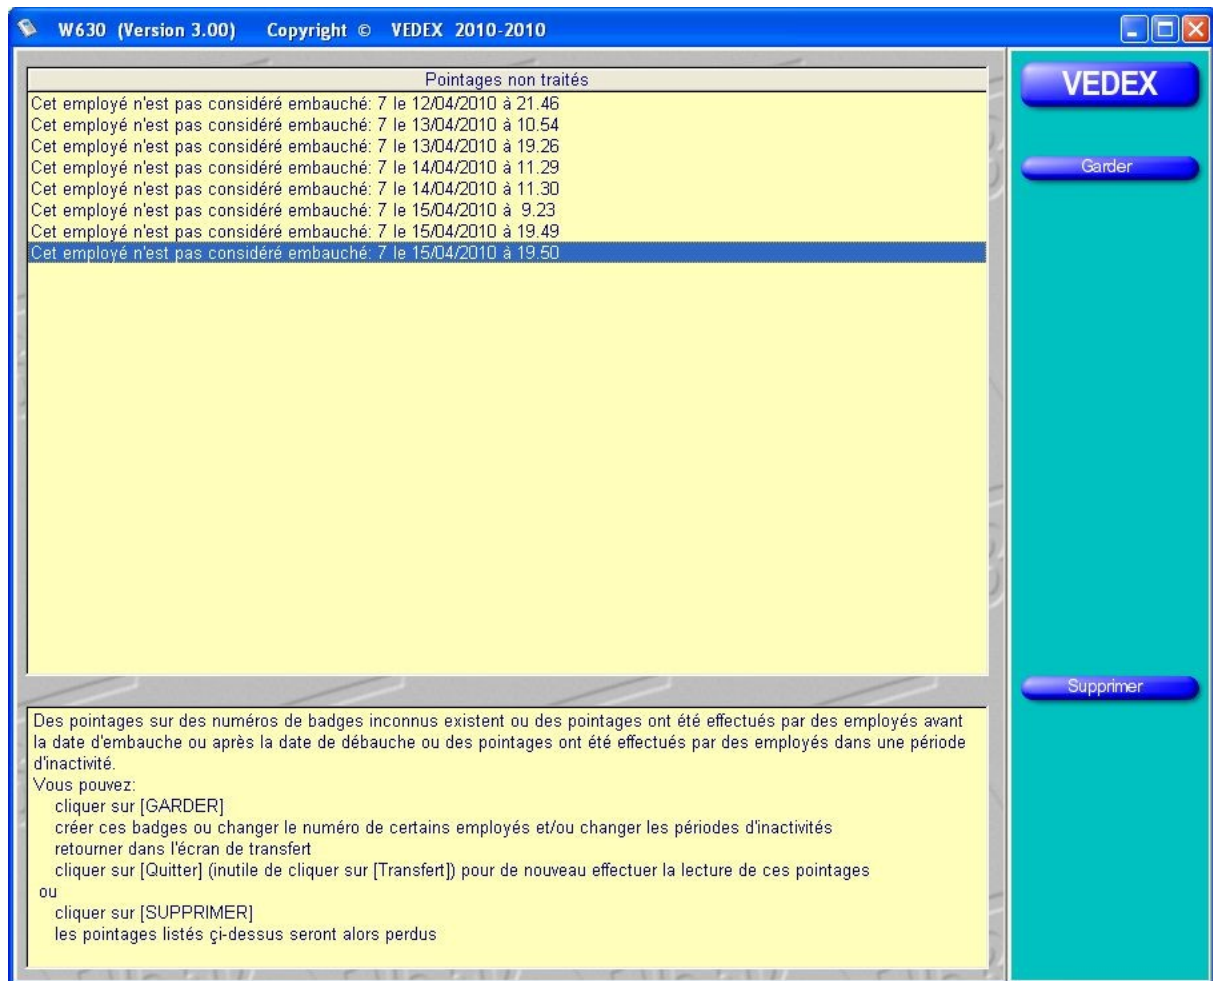 W630 (Version 3.00) Copyright © VEDEX 2010-2010
Pointages non traités
Cet employé n'est pas considéré embauché: 7 le 12/04/2010 à 21.46
Cet employé n'est pas considéré embauché: 7 le 13/04/2010 à 10.54
Cet employé n'est pas considéré embauché: 7 le 13/04/2010 à 19.26
Cet employé n'est pas considéré embauché: 7 le 14/04/2010 à 11.29
Cet employé n'est pas considéré embauché: 7 le 14/04/2010 à 11.30
Cet employé n'est pas considéré embauché: 7 le 15/04/2010 à 9.23
Cet employé n'est pas considéré embauché: 7 le 15/04/2010 à 19.49
Cet employé n'est pas considéré embauché: 7 le 15/04/2010 à 19.50
VEDEX
Garder
Supprimer
Des pointages sur des numéros de badges inconnus existent ou des pointages ont été effectués par des employés avant
la date d'embauche ou après la date de débauche ou des pointages ont été effectués par des employés dans une période
d'inactivité.
Vous pouvez:
cliquer sur [GARDER]
créer ces badges ou changer le numéro de certains employés et/ou changer les périodes d'inactivités
retourner dans l'écran de transfert
cliquer sur [Quitter] (inutile de cliquer sur [Transfert]) pour de nouveau effectuer la lecture de ces pointages
ou
cliquer sur [SUPPRIMER]
les pointages listés çi-dessus seront alors perdus